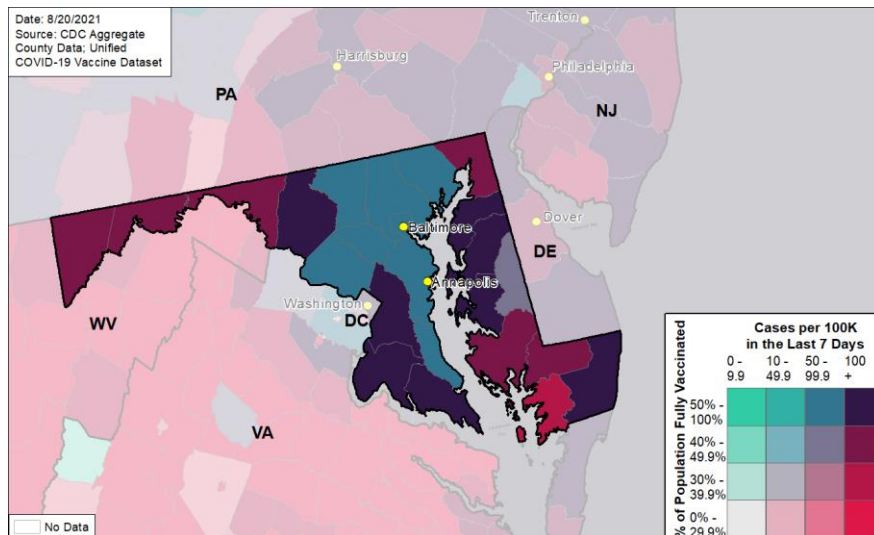 Date: 8/20/2021
Source: CDC Aggregate
County Data; Unified
COVID-19 Vaccine Dataset
Trenton
Harrisburg
Philadelphia
PA
NJ
Baltimore
Dover
DE
Annapolis
Washington
DC
WV
VA
No Data
Cases per 100K
in the Last 7 Days
0 -
9.9
10 -
49.9
50 -
99.9
100
+
% of Population Fully Vaccinated
50% -
100%
40% -
49.9%
30% -
39.9%
0% -
29.9%